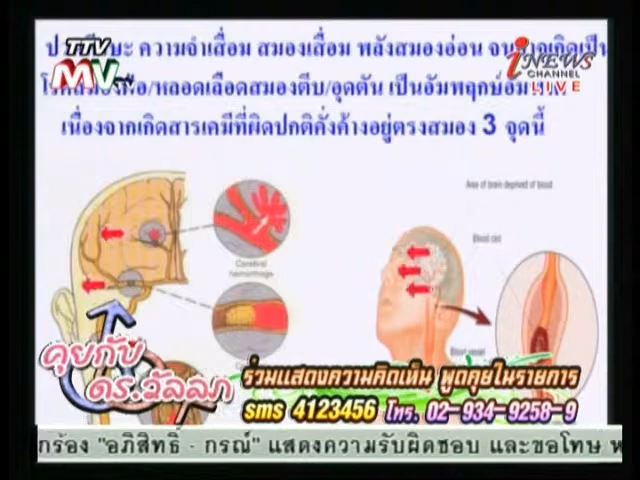 TTV
MV
iNEWS
CHANNEL
LIVE
ความจำเสื่อม สมองเสื่อม พลังสมองอ่อน
หลอดเลือดสมองตีบ/อุดตัน เป็นอัมพฤกษ์
เนื่องจากเกิดสารเคมีที่ผิดปกติคั่งค้างอยู่ตรงสมอง 3 จุดนี้
Area of brain deprived of blood
Cerebral
hemorrhage
Blood clot
Blood vessel
คุยกับ
ดร.วัลลภ
ร่วมแสดงความคิดเห็น พูดคุยในรายการ
sms 4123456 โทร. 02-934-9258-9
กร้อง "อภิสิทธิ์ - กรณ์" แสดงความรับผิดชอบ และขอโทษ